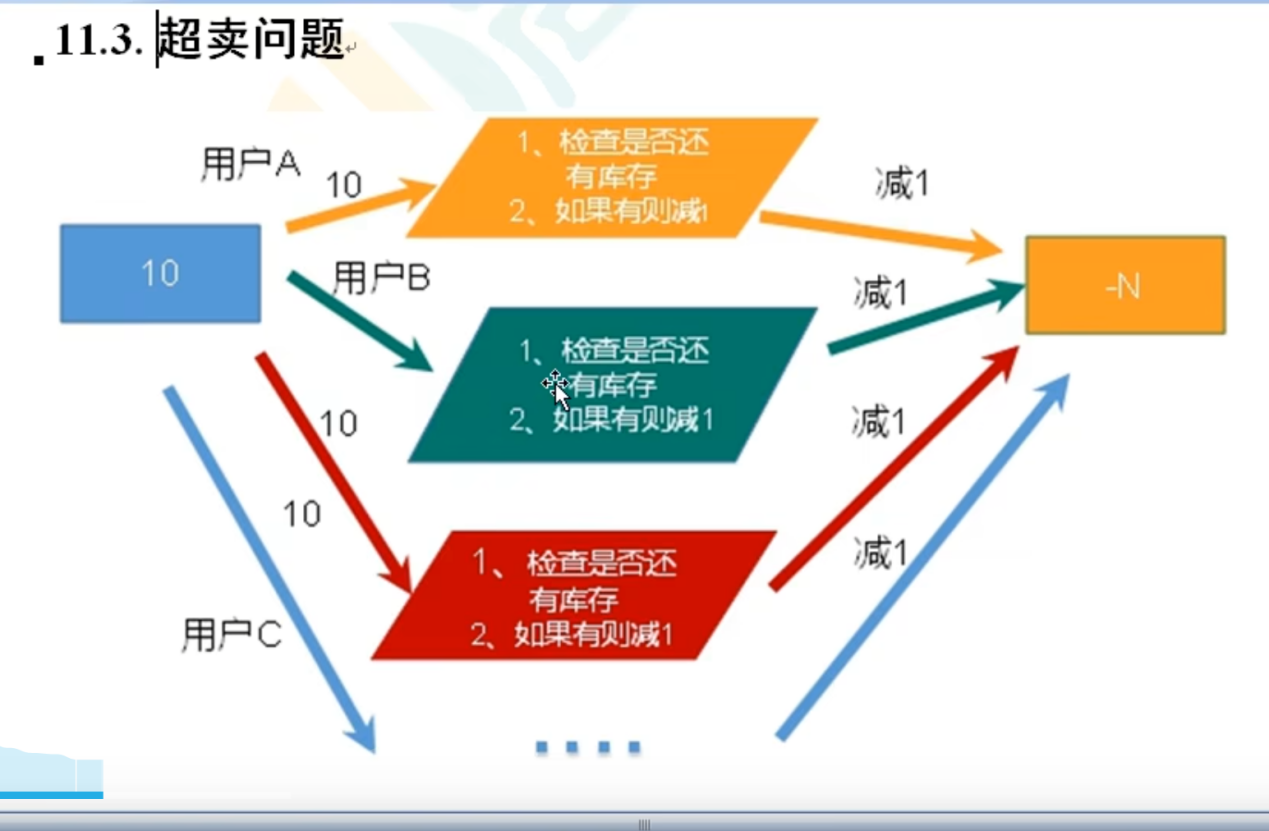 11.3. 超卖问题
用户A
10
1、检查是否还
有库存
2、如果有则减1
减1
10
用户B
1、检查是否还
有库存
2、如果有则减1
减1
-N
10
减1
10
1、检查是否还
有库存
2、如果有则减1
减1
用户C